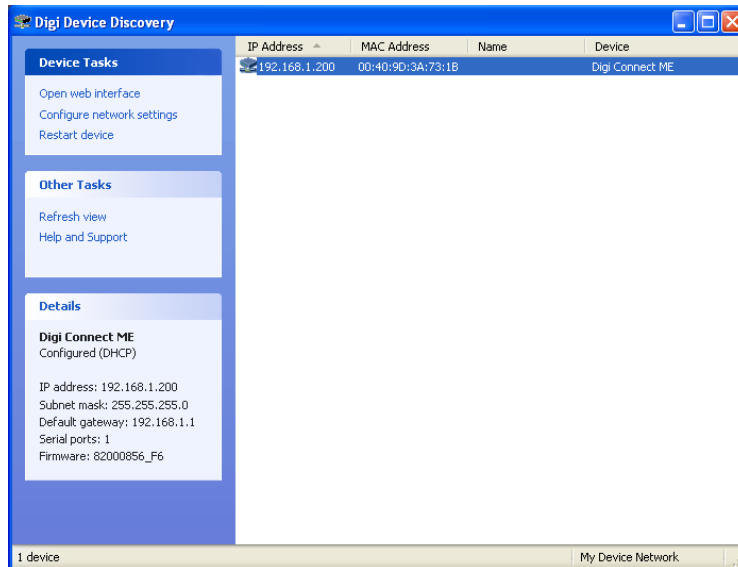 Digi Device Discovery
IP Address MAC Address Name Device
192.168.1.200 00:40:9D:3A:73:1B Digi Connect ME
Device Tasks
Open web interface
Configure network settings
Restart device
Other Tasks
Refresh view
Help and Support
Details
Digi Connect ME
Configured (DHCP)
IP address: 192.168.1.200
Subnet mask: 255.255.255.0
Default gateway: 192.168.1.1
Serial ports: 1
Firmware: 82000856_F6
1 device My Device Network